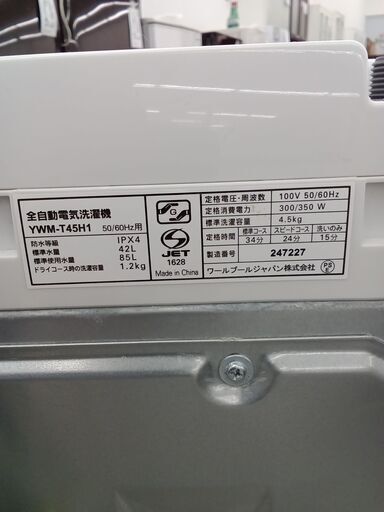 全自動電気洗濯機
YWM-T45H1 50/60Hz用
防水等級 IPX4
標準水量 42L
標準使用水量 85L
ドライコース時の洗濯容量 1.2kg
G
S
JET
1628
Made in China
定格電圧・周波数 100V 50/60Hz
定格消費電力 300/350 W
標準洗濯容量 4.5kg
定格時間 標準コース スピードコース 洗いのみ
34分 24分 15分
製造番号 247227
ワールプールジャパン株式会社
PS
E